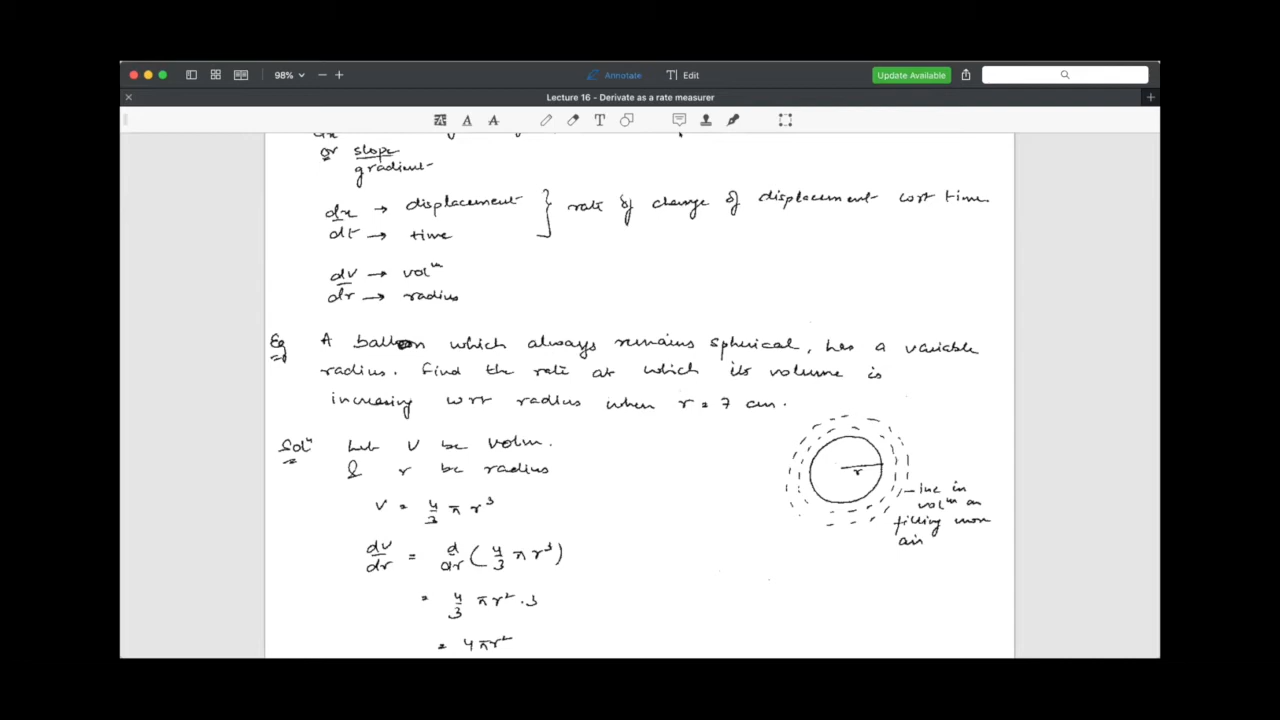 98%
Annotate
Edit
Update Available
Lecture 16 - Derivate as a rate measurer
or slope
gradient
dx → displacement } rate of change of displacement wrt time
dt → time
dv → volm
dr → radius
Eg A balloon which always remains spherical, has a variable
radius. Find the rate at which its volume is
increasing wrt radius when r = 7 cm.
Solⁿ Let V be volm.
& r be radius
V = 4/3 π r³
dv/dr = d/dr (4/3 π r³)
= 4/3 πr² . 3
= 4πr²
r
inc in
volm on
filling more
air